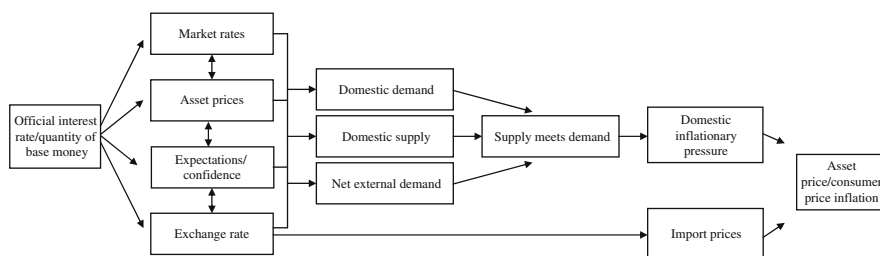 Market rates
Asset prices
Official interest
rate/quantity of
base money
Expectations/
confidence
Exchange rate
Domestic demand
Domestic supply
Net external demand
Supply meets demand
Domestic
inflationary
pressure
Import prices
Asset
price/consumer
price inflation